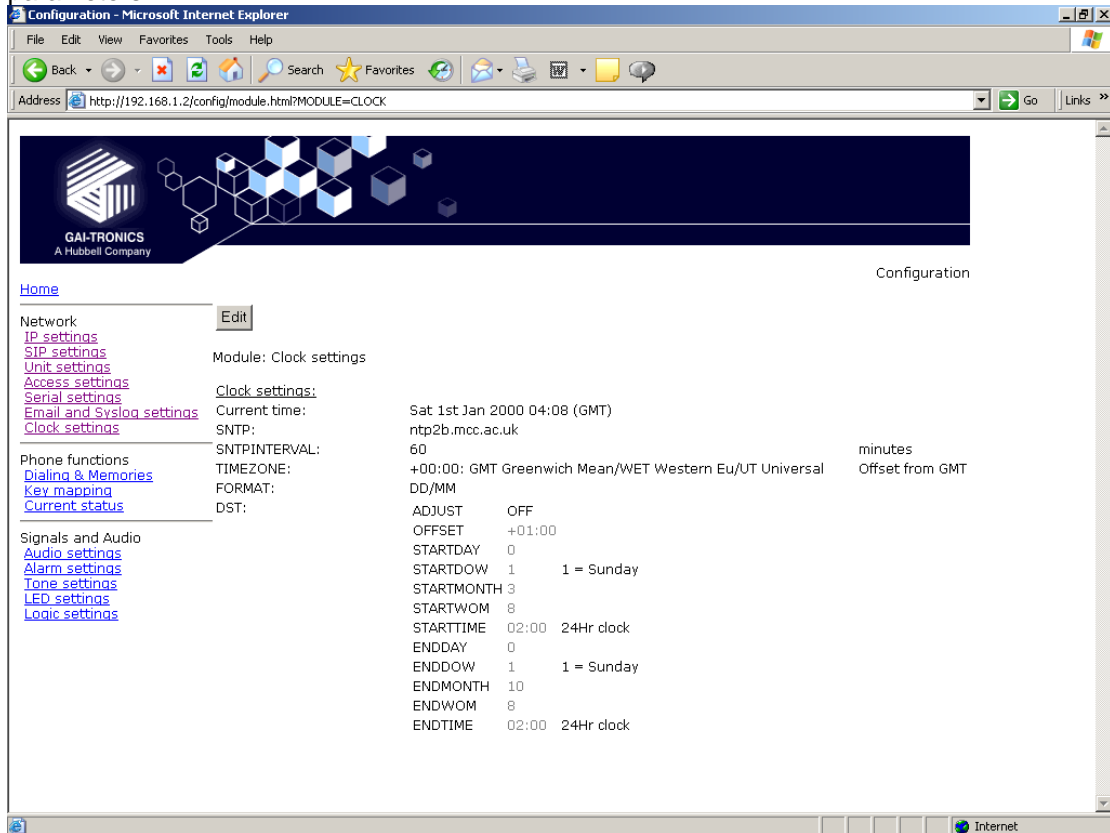 Configuration - Microsoft Internet Explorer
File Edit View Favorites Tools Help
Back Search Favorites
Address http://192.168.1.2/config/module.html?MODULE=CLOCK Go Links »
GAI-TRONICS
A Hubbell Company
Configuration
Home
Network
IP settings
SIP settings
Unit settings
Access settings
Serial settings
Email and Syslog settings
Clock settings
Phone functions
Dialing & Memories
Key mapping
Current status
Signals and Audio
Audio settings
Alarm settings
Tone settings
LED settings
Logic settings
Edit
Module: Clock settings
Clock settings:
Current time: Sat 1st Jan 2000 04:08 (GMT)
SNTP: ntp2b.mcc.ac.uk
SNTPINTERVAL: 60 minutes
TIMEZONE: +00:00: GMT Greenwich Mean/WET Western Eu/UT Universal Offset from GMT
FORMAT: DD/MM
DST: ADJUST OFF
OFFSET +01:00
STARTDAY 0
STARTDOW 1 1 = Sunday
STARTMONTH 3
STARTWOM 8
STARTTIME 02:00 24Hr clock
ENDDAY 0
ENDDOW 1 1 = Sunday
ENDMONTH 10
ENDWOM 8
ENDTIME 02:00 24Hr clock
Internet